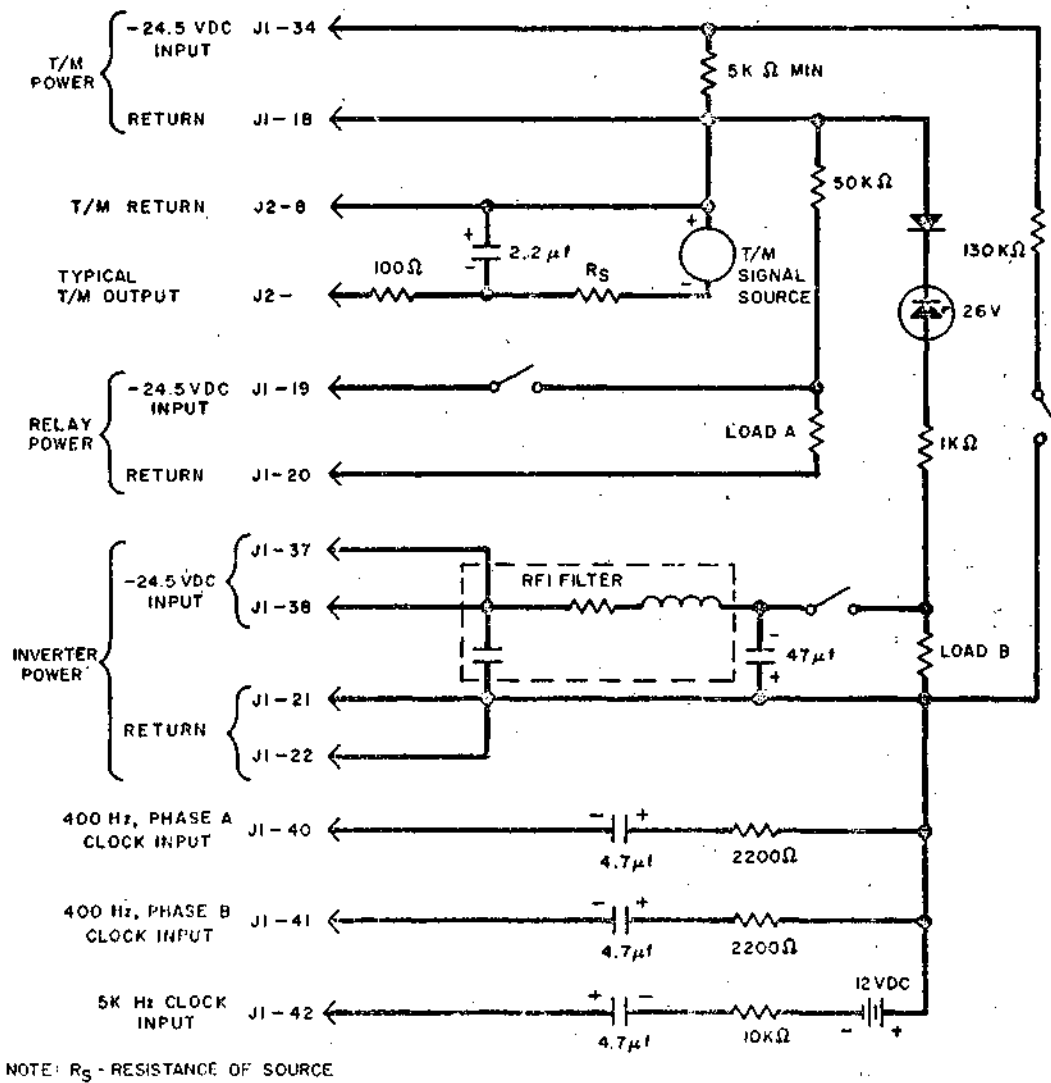 T/M
POWER
-24.5 VDC
INPUT
J1-34
RETURN
J1-18
5K Ω MIN
50KΩ
130KΩ
T/M RETURN
J2-8
+
-
2.2 μf
+
-
T/M
SIGNAL
SOURCE
TYPICAL
T/M OUTPUT
J2-
100Ω
RS
26V
RELAY
POWER
-24.5 VDC
INPUT
J1-19
LOAD A
RETURN
J1-20
1KΩ
INVERTER
POWER
-24.5 VDC
INPUT
J1-37
J1-38
RFI FILTER
-
47μf
+
LOAD B
RETURN
J1-21
J1-22
400 Hz, PHASE A
CLOCK INPUT
J1-40
- +
4.7μf
2200Ω
400 Hz, PHASE B
CLOCK INPUT
J1-41
- +
4.7μf
2200Ω
5K Hz CLOCK
INPUT
J1-42
+ -
4.7μf
10KΩ
12VDC
- +
NOTE: RS - RESISTANCE OF SOURCE